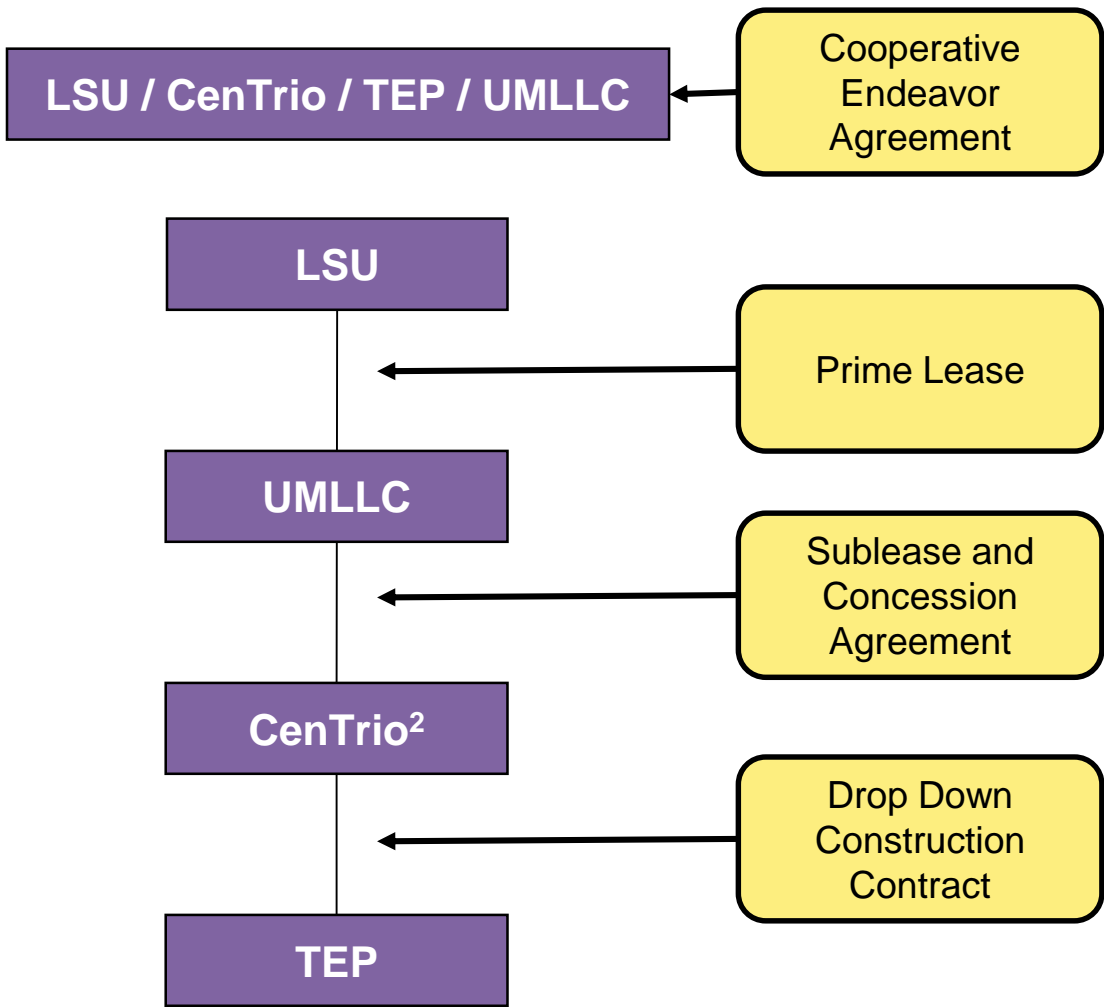 Cooperative
Endeavor
Agreement
LSU / CenTrio / TEP / UMLLC
LSU
Prime Lease
UMLLC
Sublease and
Concession
Agreement
CenTrio²
Drop Down
Construction
Contract
TEP